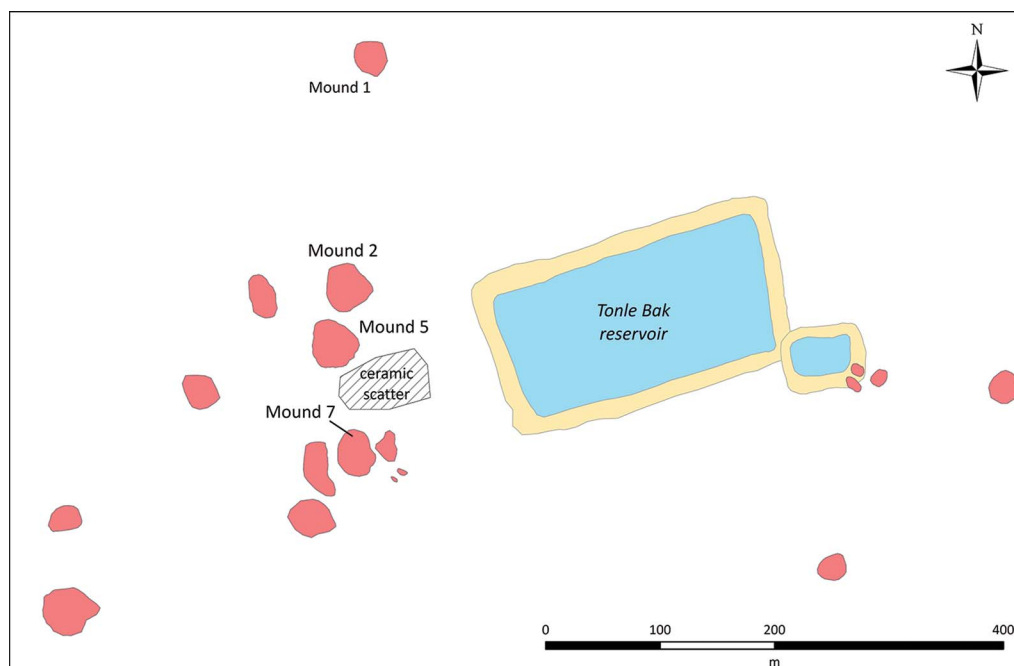 N
Mound 1
Mound 2
Mound 5
Tonle Bak
reservoir
ceramic
scatter
Mound 7
0 100 200 400
m